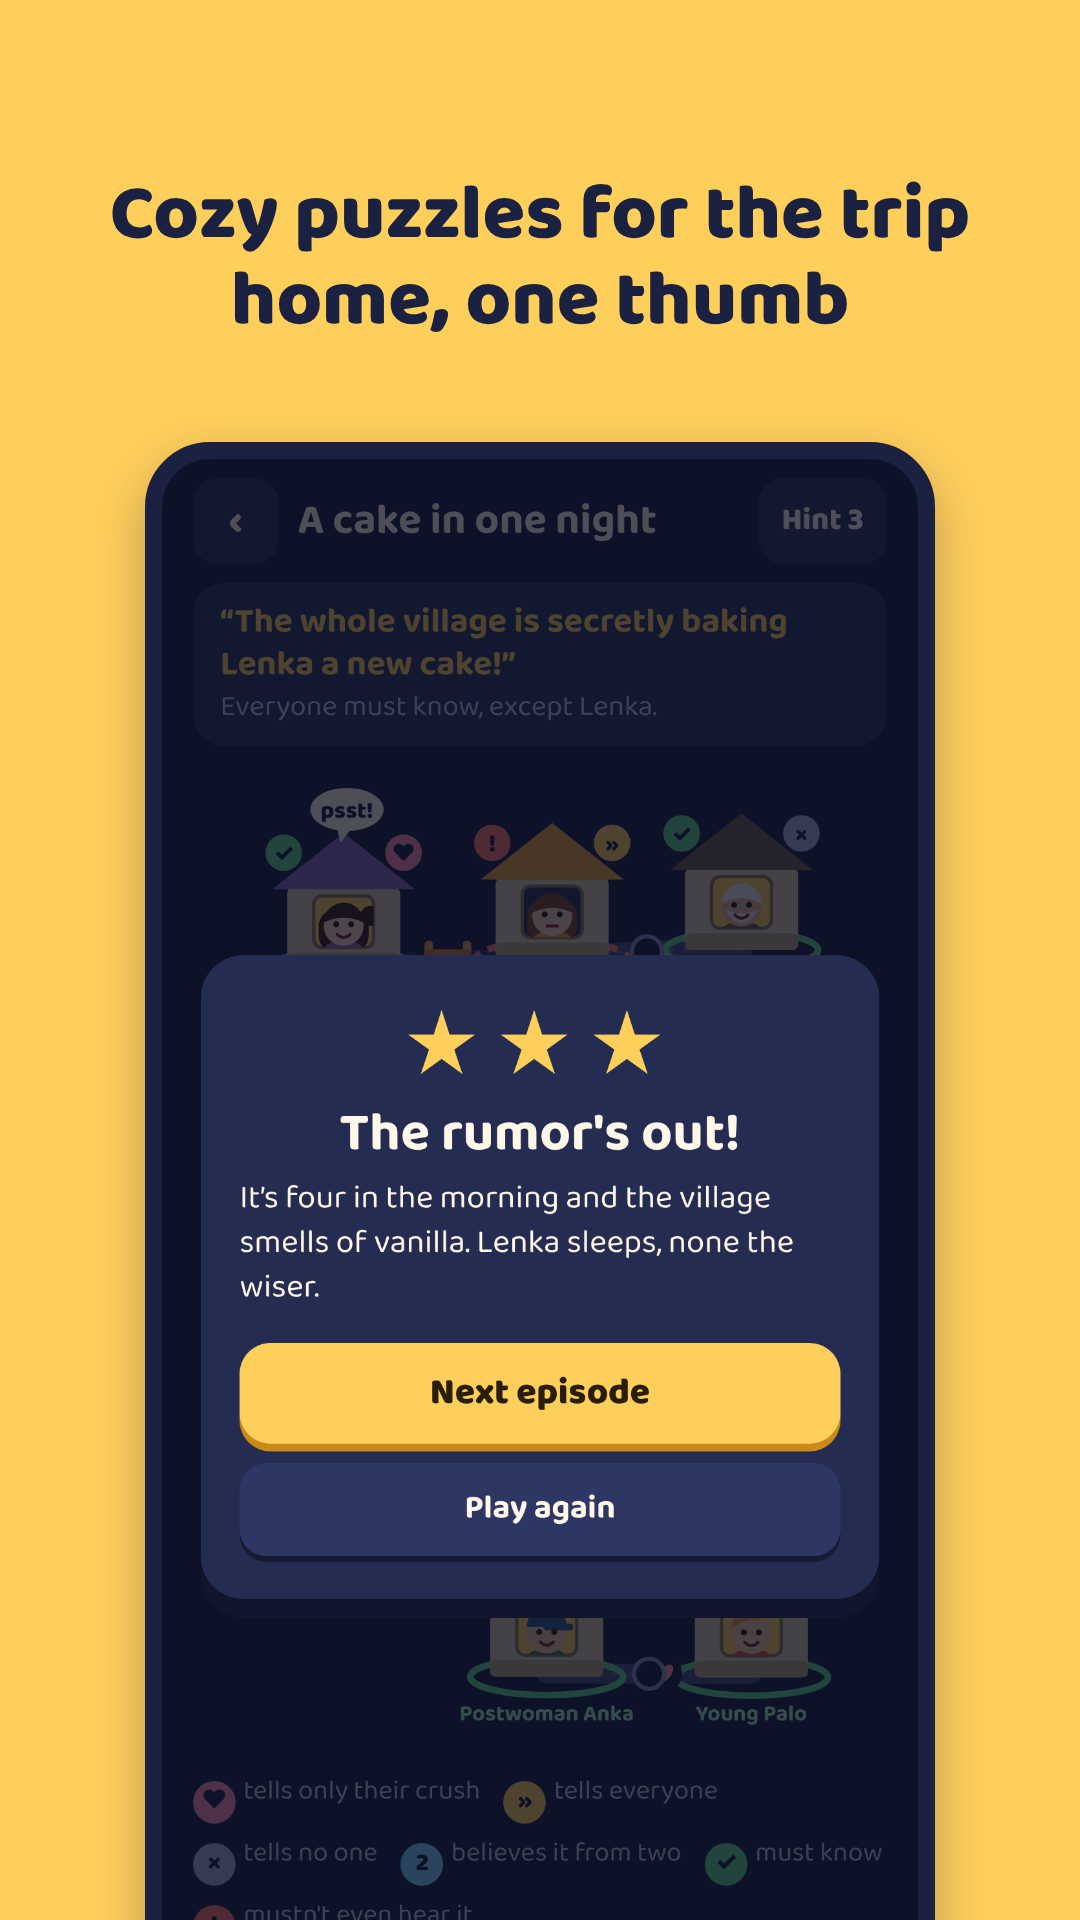 Cozy puzzles for the trip
home, one thumb
A cake in one night
Hint 3
“The whole village is secretly baking
Lenka a new cake!”
Everyone must know, except Lenka.
psst!
The rumor's out!
It’s four in the morning and the village
smells of vanilla. Lenka sleeps, none the
wiser.
Next episode
Play again
Postwoman Anka
Young Palo
tells only their crush
tells everyone
tells no one
2 believes it from two
must know
mustn't even hear it